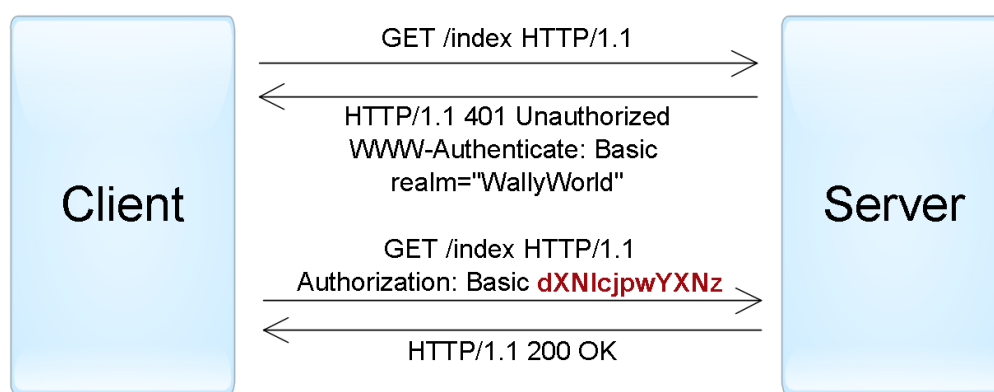 GET /index HTTP/1.1
HTTP/1.1 401 Unauthorized
WWW-Authenticate: Basic
realm="WallyWorld"
Client
Server
GET /index HTTP/1.1
Authorization: Basic dXNlcjpwYXNz
HTTP/1.1 200 OK